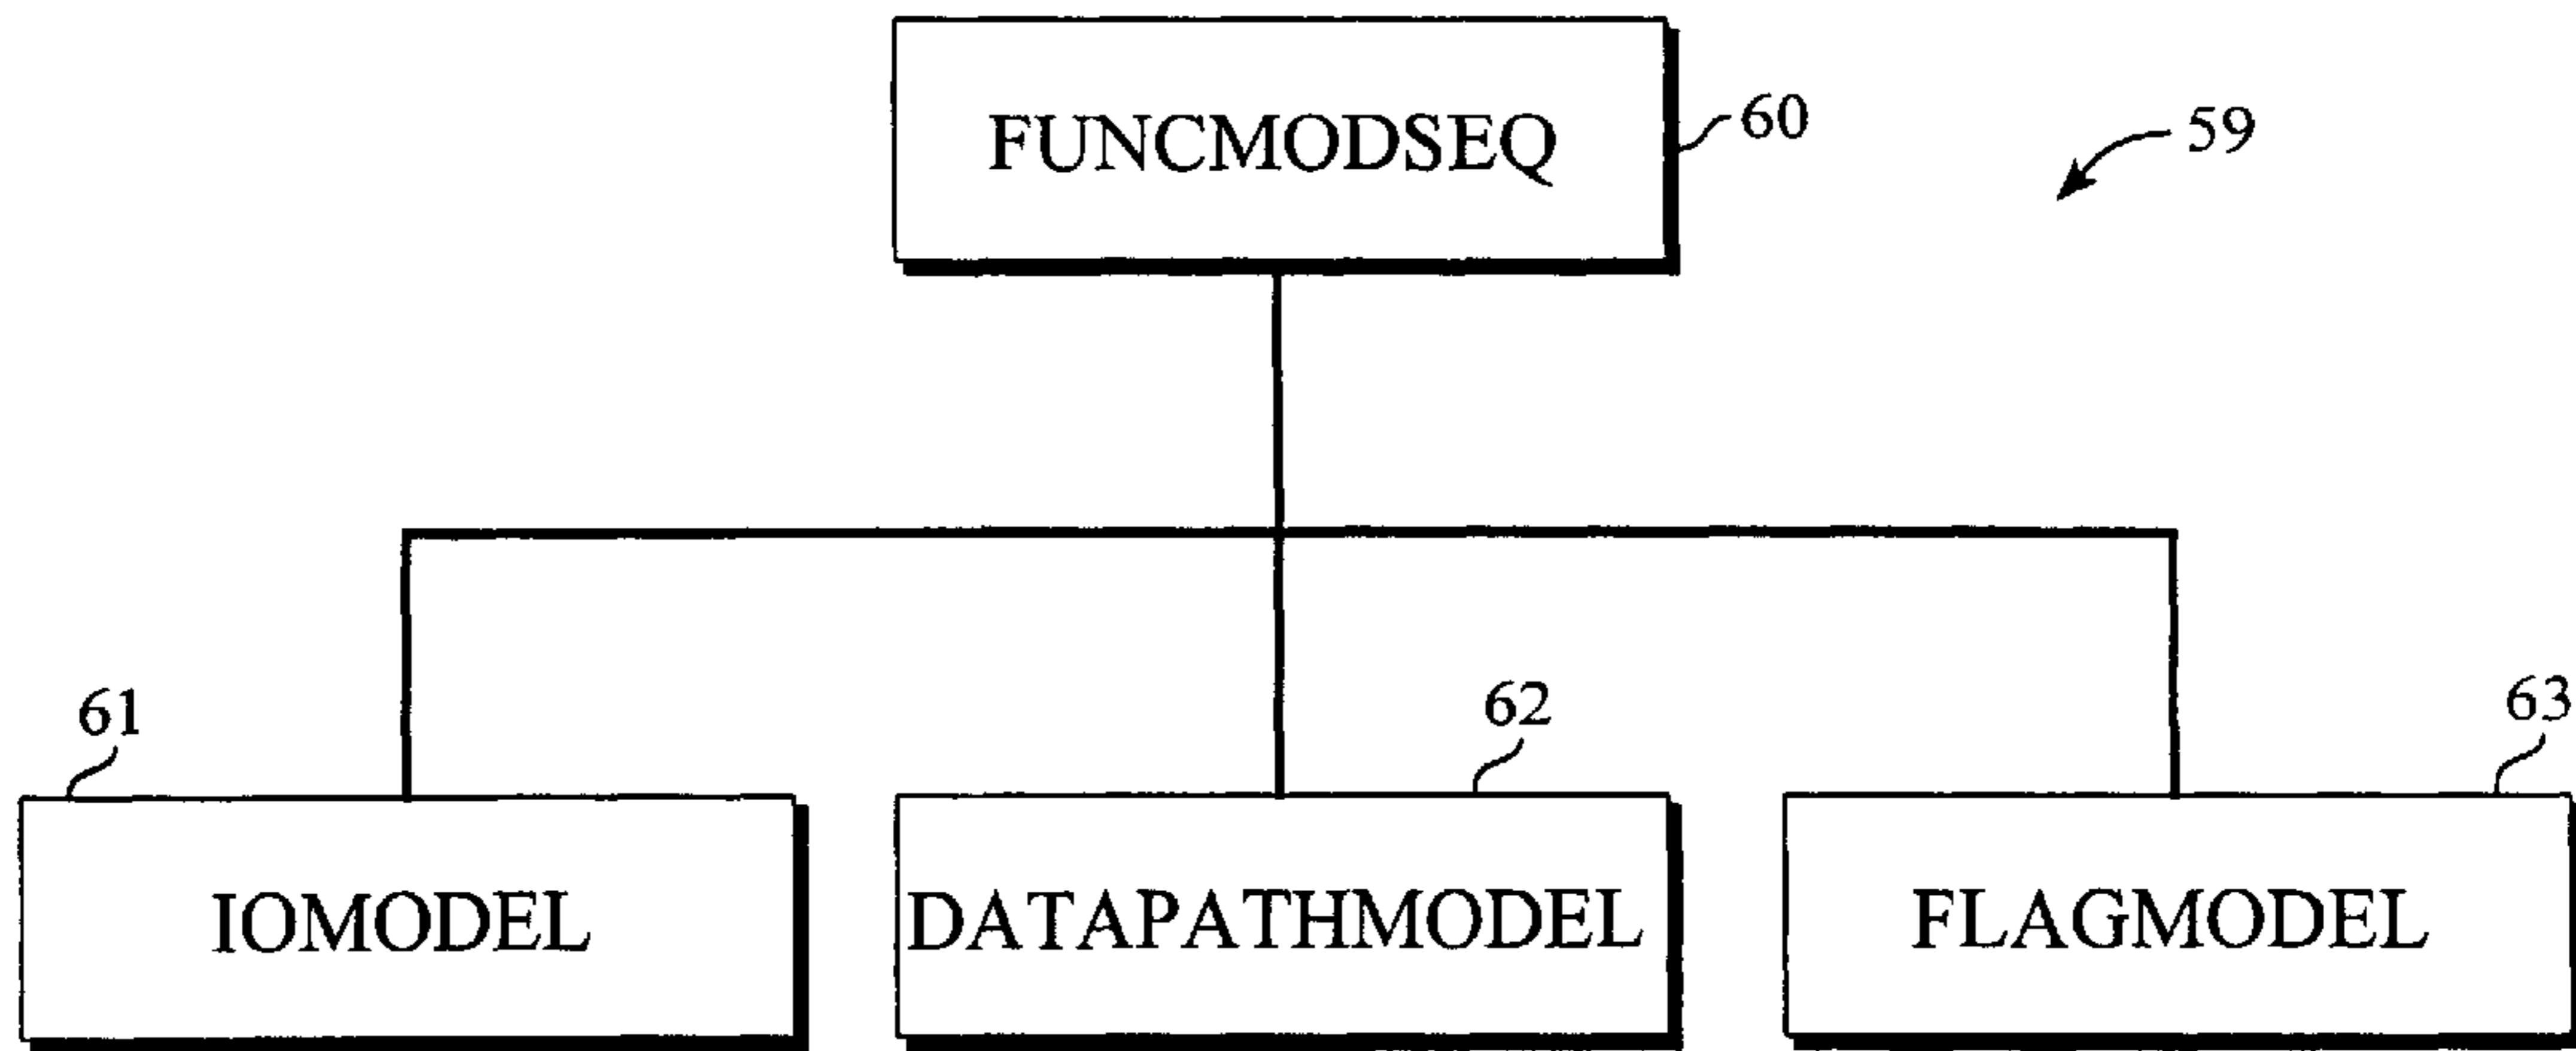 FUNCMODSEQ
60
59
61
62
63
IOMODEL
DATAPATHMODEL
FLAGMODEL